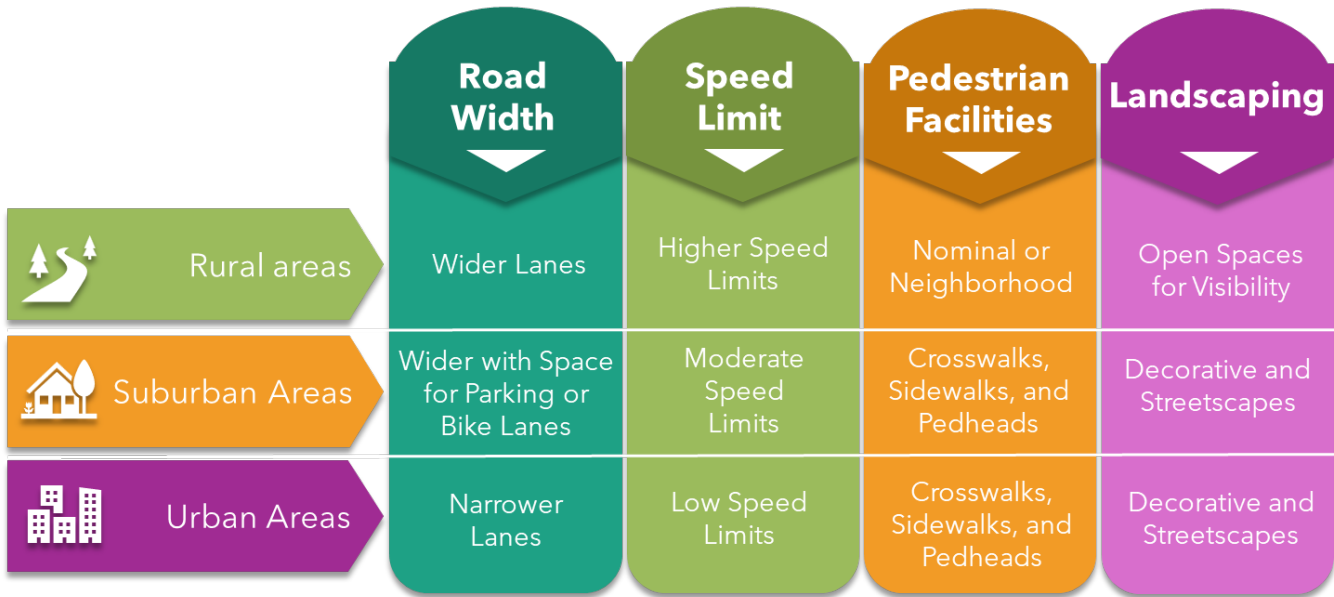 Road
Width
Speed
Limit
Pedestrian
Facilities
Landscaping
Rural areas
Wider Lanes
Higher Speed
Limits
Nominal or
Neighborhood
Open Spaces
for Visibility
Suburban Areas
Wider with Space
for Parking or
Bike Lanes
Moderate
Speed
Limits
Crosswalks,
Sidewalks, and
Pedheads
Decorative and
Streetscapes
Urban Areas
Narrower
Lanes
Low Speed
Limits
Crosswalks,
Sidewalks, and
Pedheads
Decorative and
Streetscapes